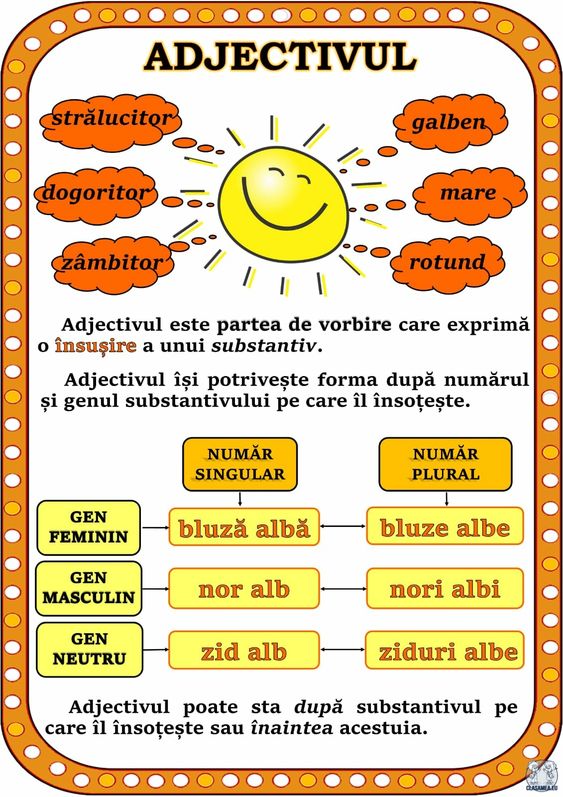 ADJECTIVUL
strălucitor
galben
dogoritor
mare
zâmbitor
rotund
Adjectivul este partea de vorbire care exprimă
o însușire a unui substantiv.
Adjectivul își potrivește forma după numărul
și genul substantivului pe care îl însoțește.
NUMĂR
SINGULAR
NUMĂR
PLURAL
GEN
FEMININ
bluză albă
bluze albe
GEN
MASCULIN
nor alb
nori albi
GEN
NEUTRU
zid alb
ziduri albe
Adjectivul poate sta după substantivul pe
care îl însoțește sau înaintea acestuia.
CLASAMEA.EU